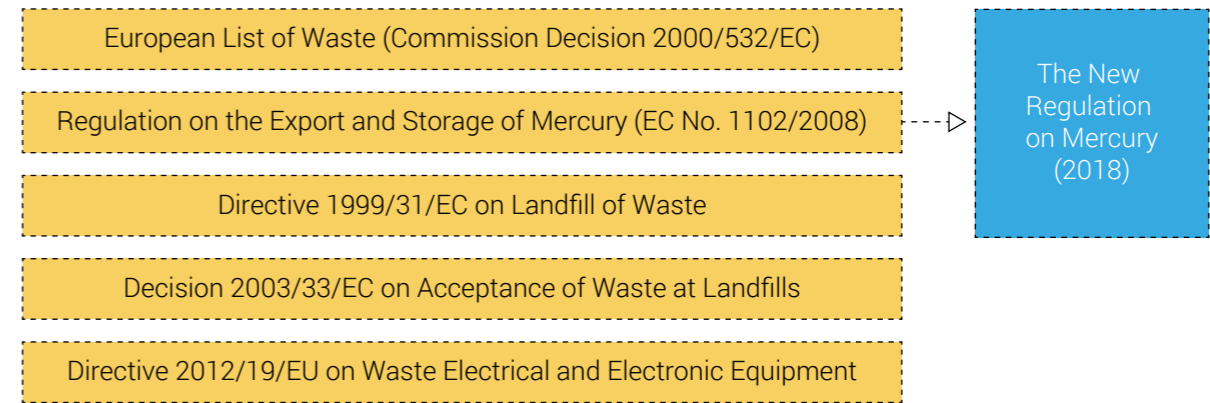 European List of Waste (Commission Decision 2000/532/EC)
Regulation on the Export and Storage of Mercury (EC No. 1102/2008)
Directive 1999/31/EC on Landfill of Waste
Decision 2003/33/EC on Acceptance of Waste at Landfills
Directive 2012/19/EU on Waste Electrical and Electronic Equipment
The New
Regulation
on Mercury
(2018)